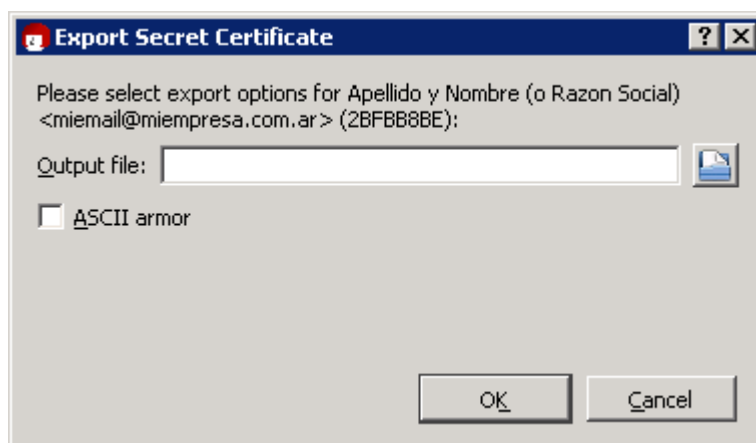 Export Secret Certificate
Please select export options for Apellido y Nombre (o Razon Social)
<miemail@miempresa.com.ar> (2BFBB8BE):
Output file:
ASCII armor
OK
Cancel